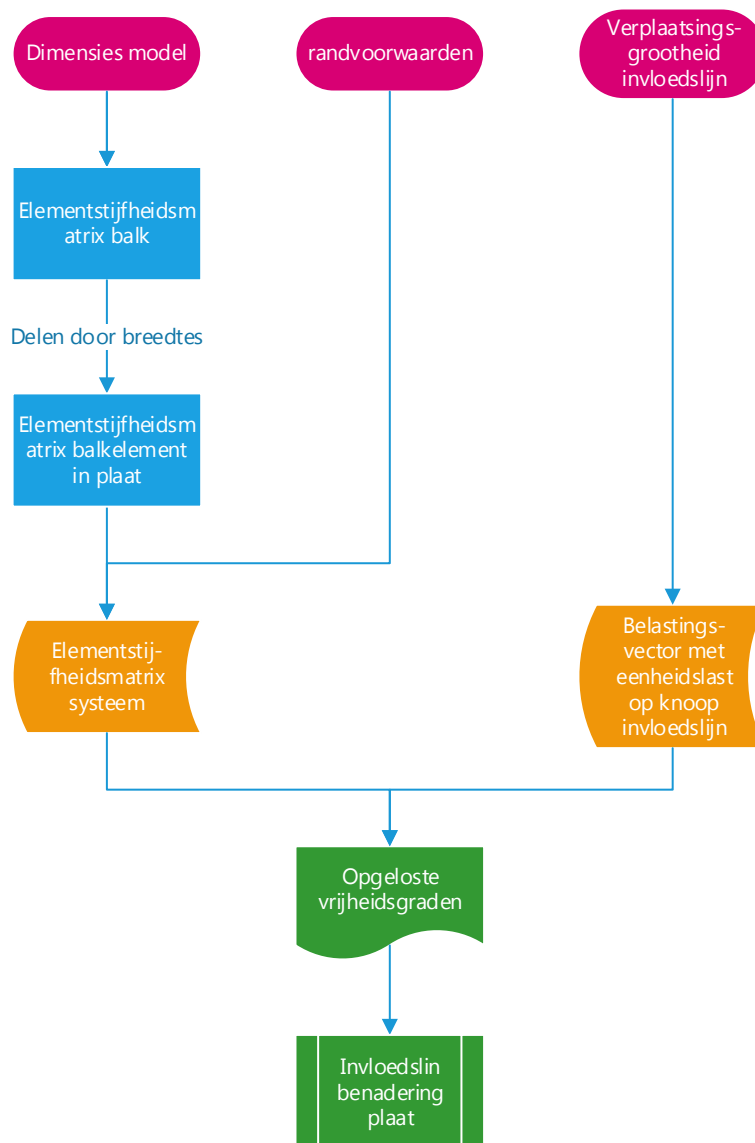 Dimensies model
randvoorwaarden
Verplaatsings-
grootheid
invloedslijn
Elementstijfheidsm
atrix balk
Delen door breedtes
Elementstijfheidsm
atrix balkelement
in plaat
Elementstij-
fheidsmatrix
systeem
Belastings-
vector met
eenheidslast
op knoop
invloedslijn
Opgeloste
vrijheidsgraden
Invloedslin
benadering
plaat